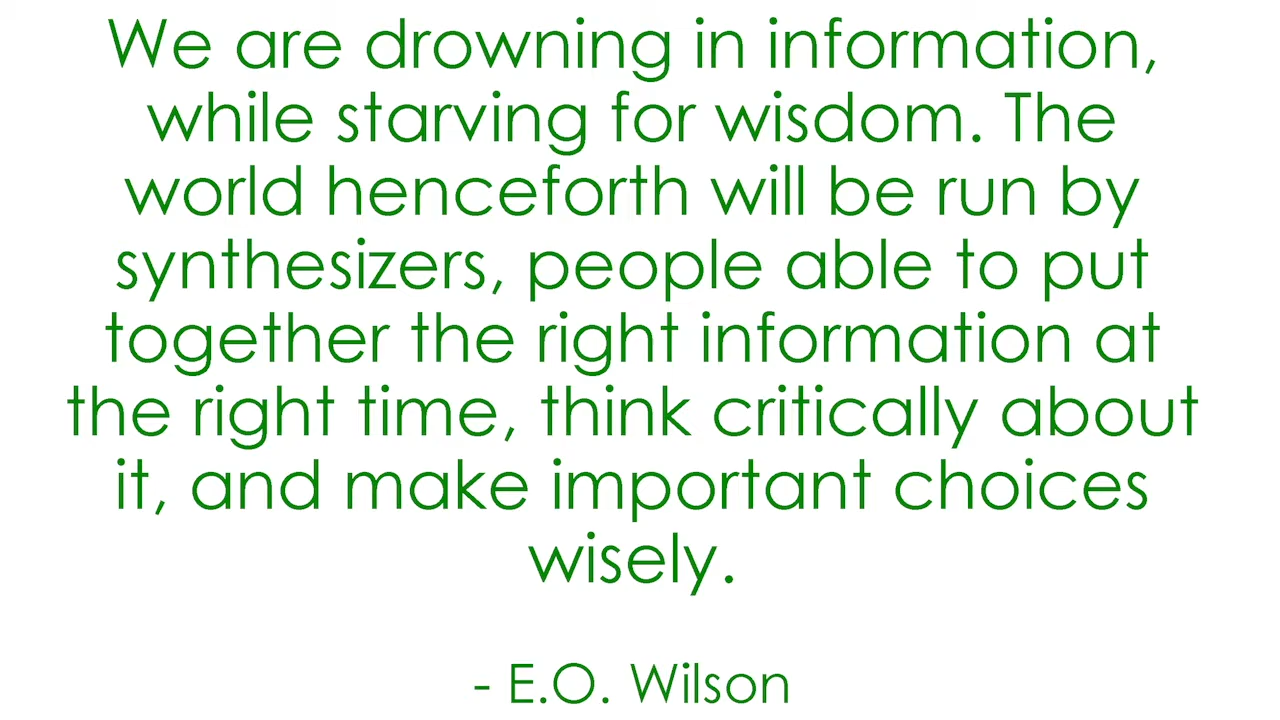 We are drowning in information,
while starving for wisdom. The
world henceforth will be run by
synthesizers, people able to put
together the right information at
the right time, think critically about
it, and make important choices
wisely.
- E.O. Wilson